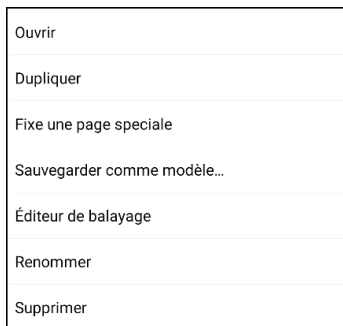 Ouvrir
Dupliquer
Fixe une page speciale
Sauvegarder comme modèle…
Éditeur de balayage
Renommer
Supprimer